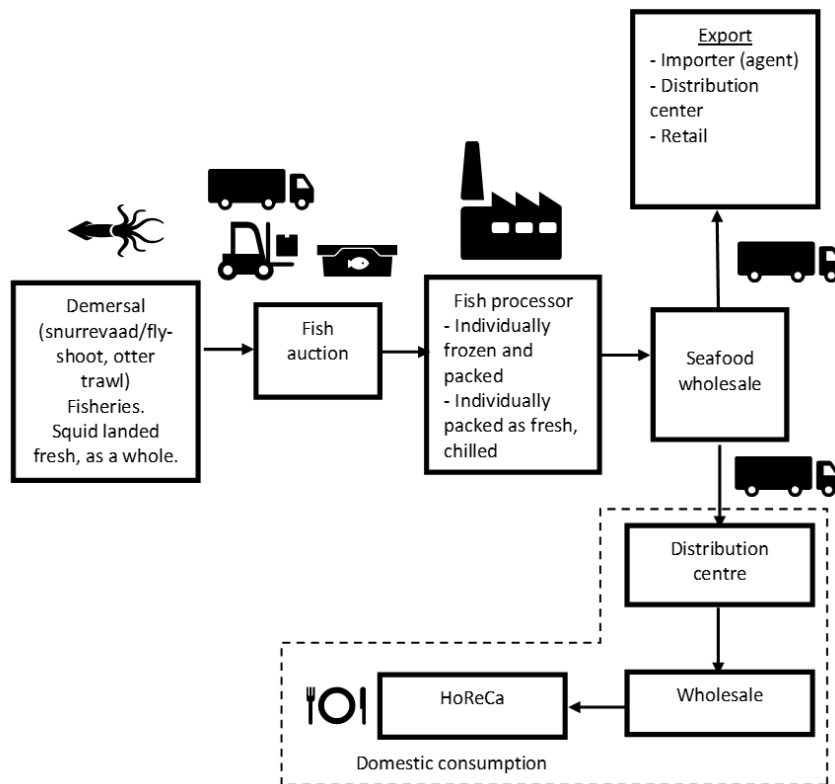 Export
- Importer (agent)
- Distribution
center
- Retail
Demersal
(snurrevaad/fly-
shoot, otter
trawl)
Fisheries.
Squid landed
fresh, as a whole.
Fish
auction
Fish processor
- Individually
frozen and
packed
- Individually
packed as fresh,
chilled
Seafood
wholesale
Distribution
centre
Wholesale
HoReCa
Domestic consumption